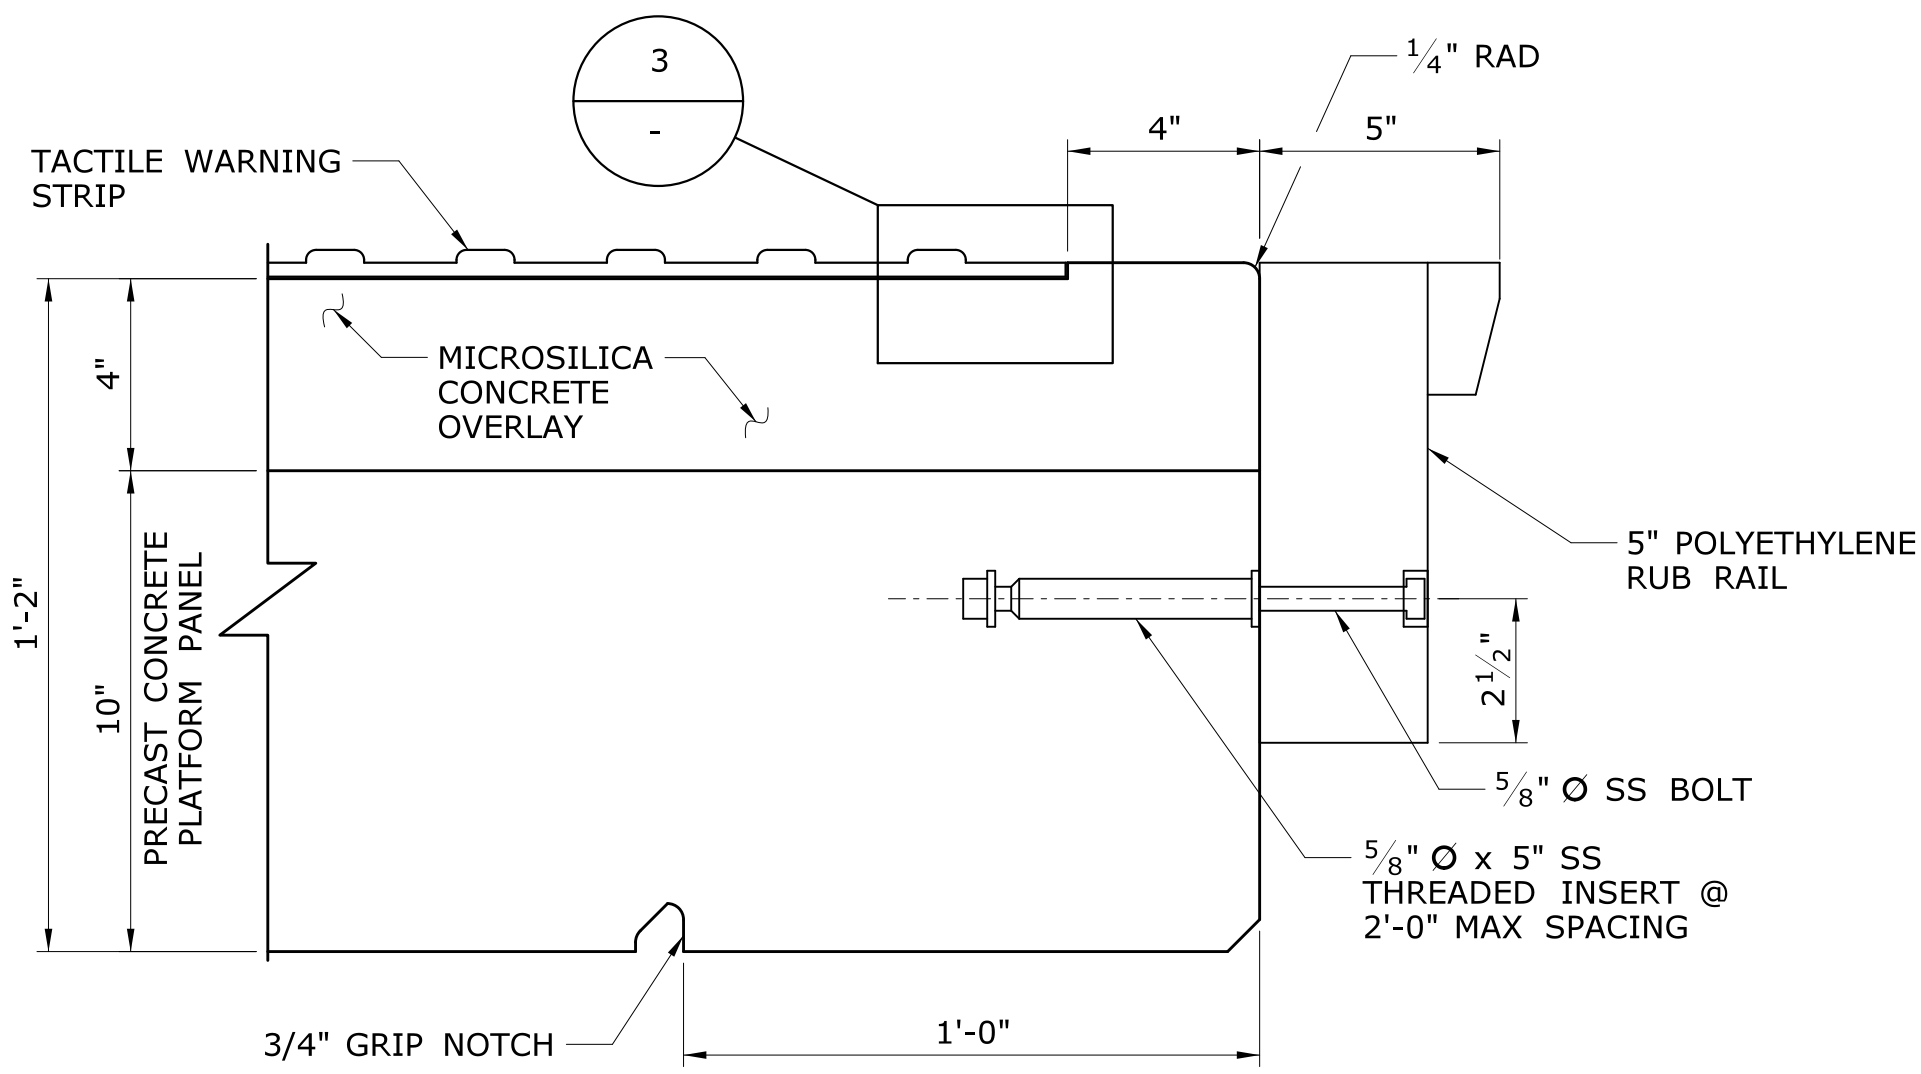 3
-
1/4" RAD
4"
5"
TACTILE WARNING
STRIP
MICROSILICA
CONCRETE
OVERLAY
4"
5" POLYETHYLENE
RUB RAIL
1'-2"
10"
PRECAST CONCRETE
PLATFORM PANEL
2 1/2"
5/8" Ø SS BOLT
5/8" Ø x 5" SS
THREADED INSERT @
2'-0" MAX SPACING
3/4" GRIP NOTCH
1'-0"